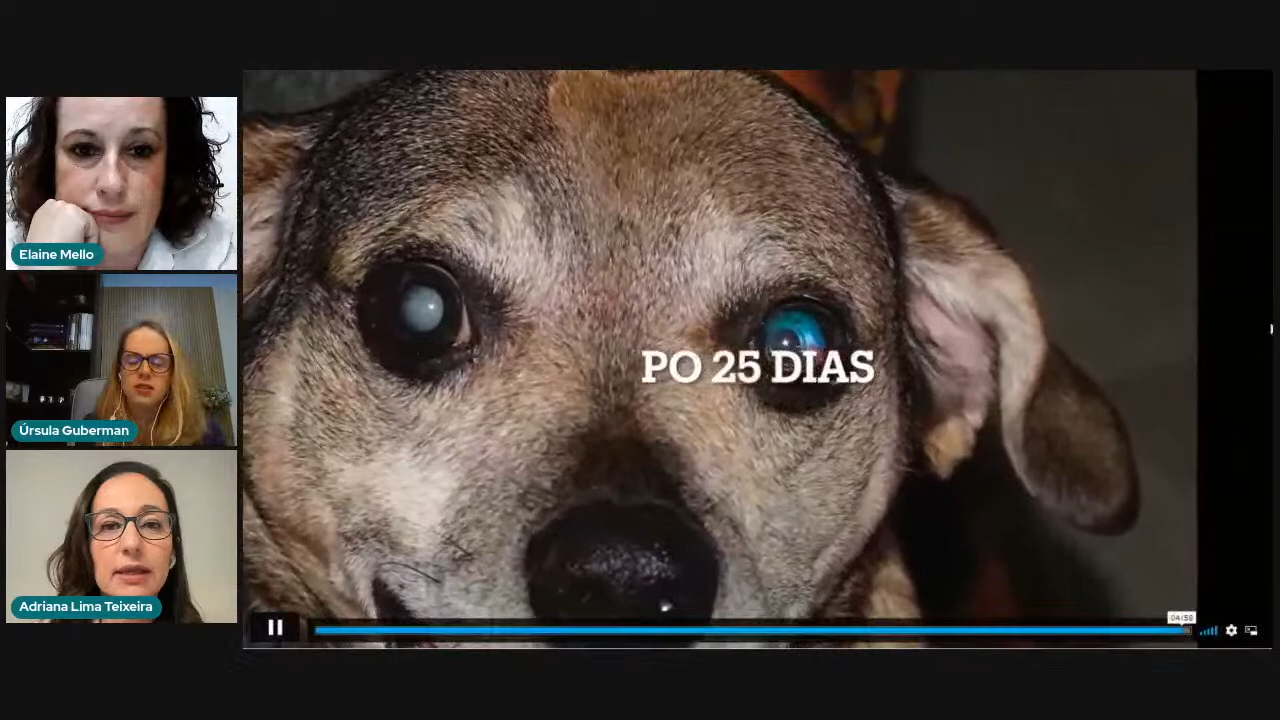 Elaine Mello
Úrsula Guberman
Adriana Lima Teixeira
PO 25 DIAS
04:58